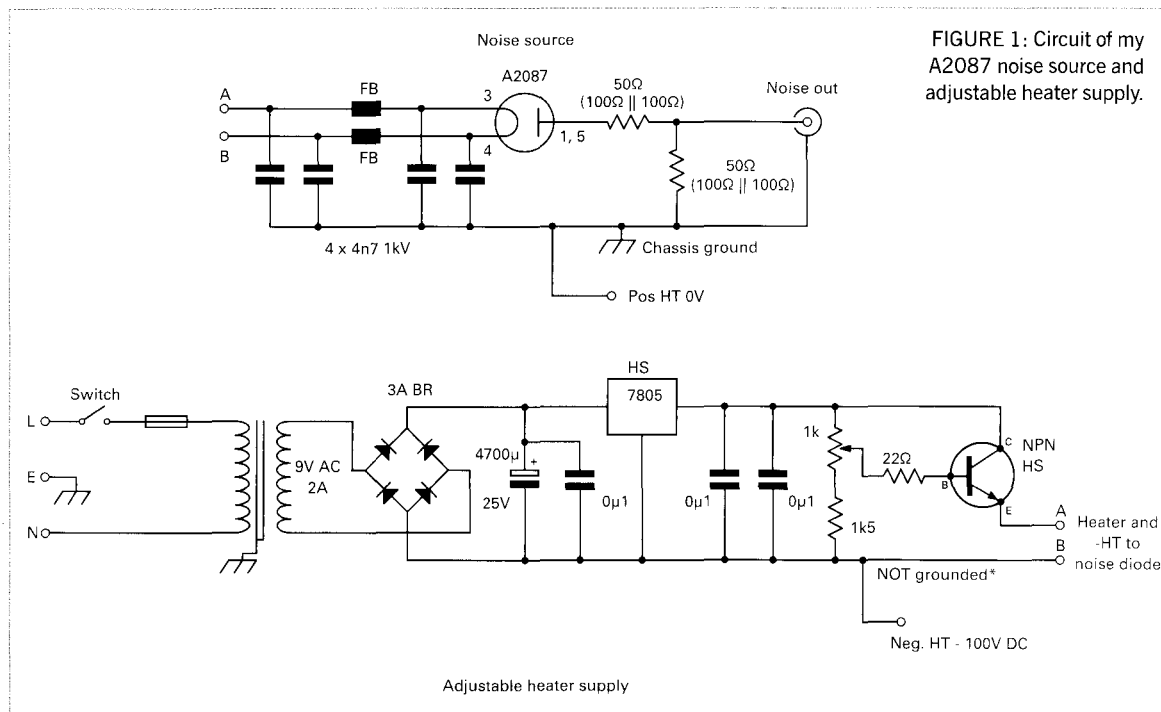 FIGURE 1: Circuit of my
A2087 noise source and
adjustable heater supply.
Noise source
A2087
A
FB
3
50Ω
(100Ω || 100Ω)
Noise out
B
FB
4
1, 5
50Ω
(100Ω || 100Ω)
4 x 4n7 1kV
Chassis ground
Pos HT 0V
Switch
3A BR
HS
7805
L
E
N
9V AC
2A
4700µ
+
25V
0µ1
0µ1
0µ1
1k
22Ω
1k5
C
B
E
NPN
HS
A
B
Heater and
-HT to
noise diode
NOT grounded*
Neg. HT - 100V DC
Adjustable heater supply